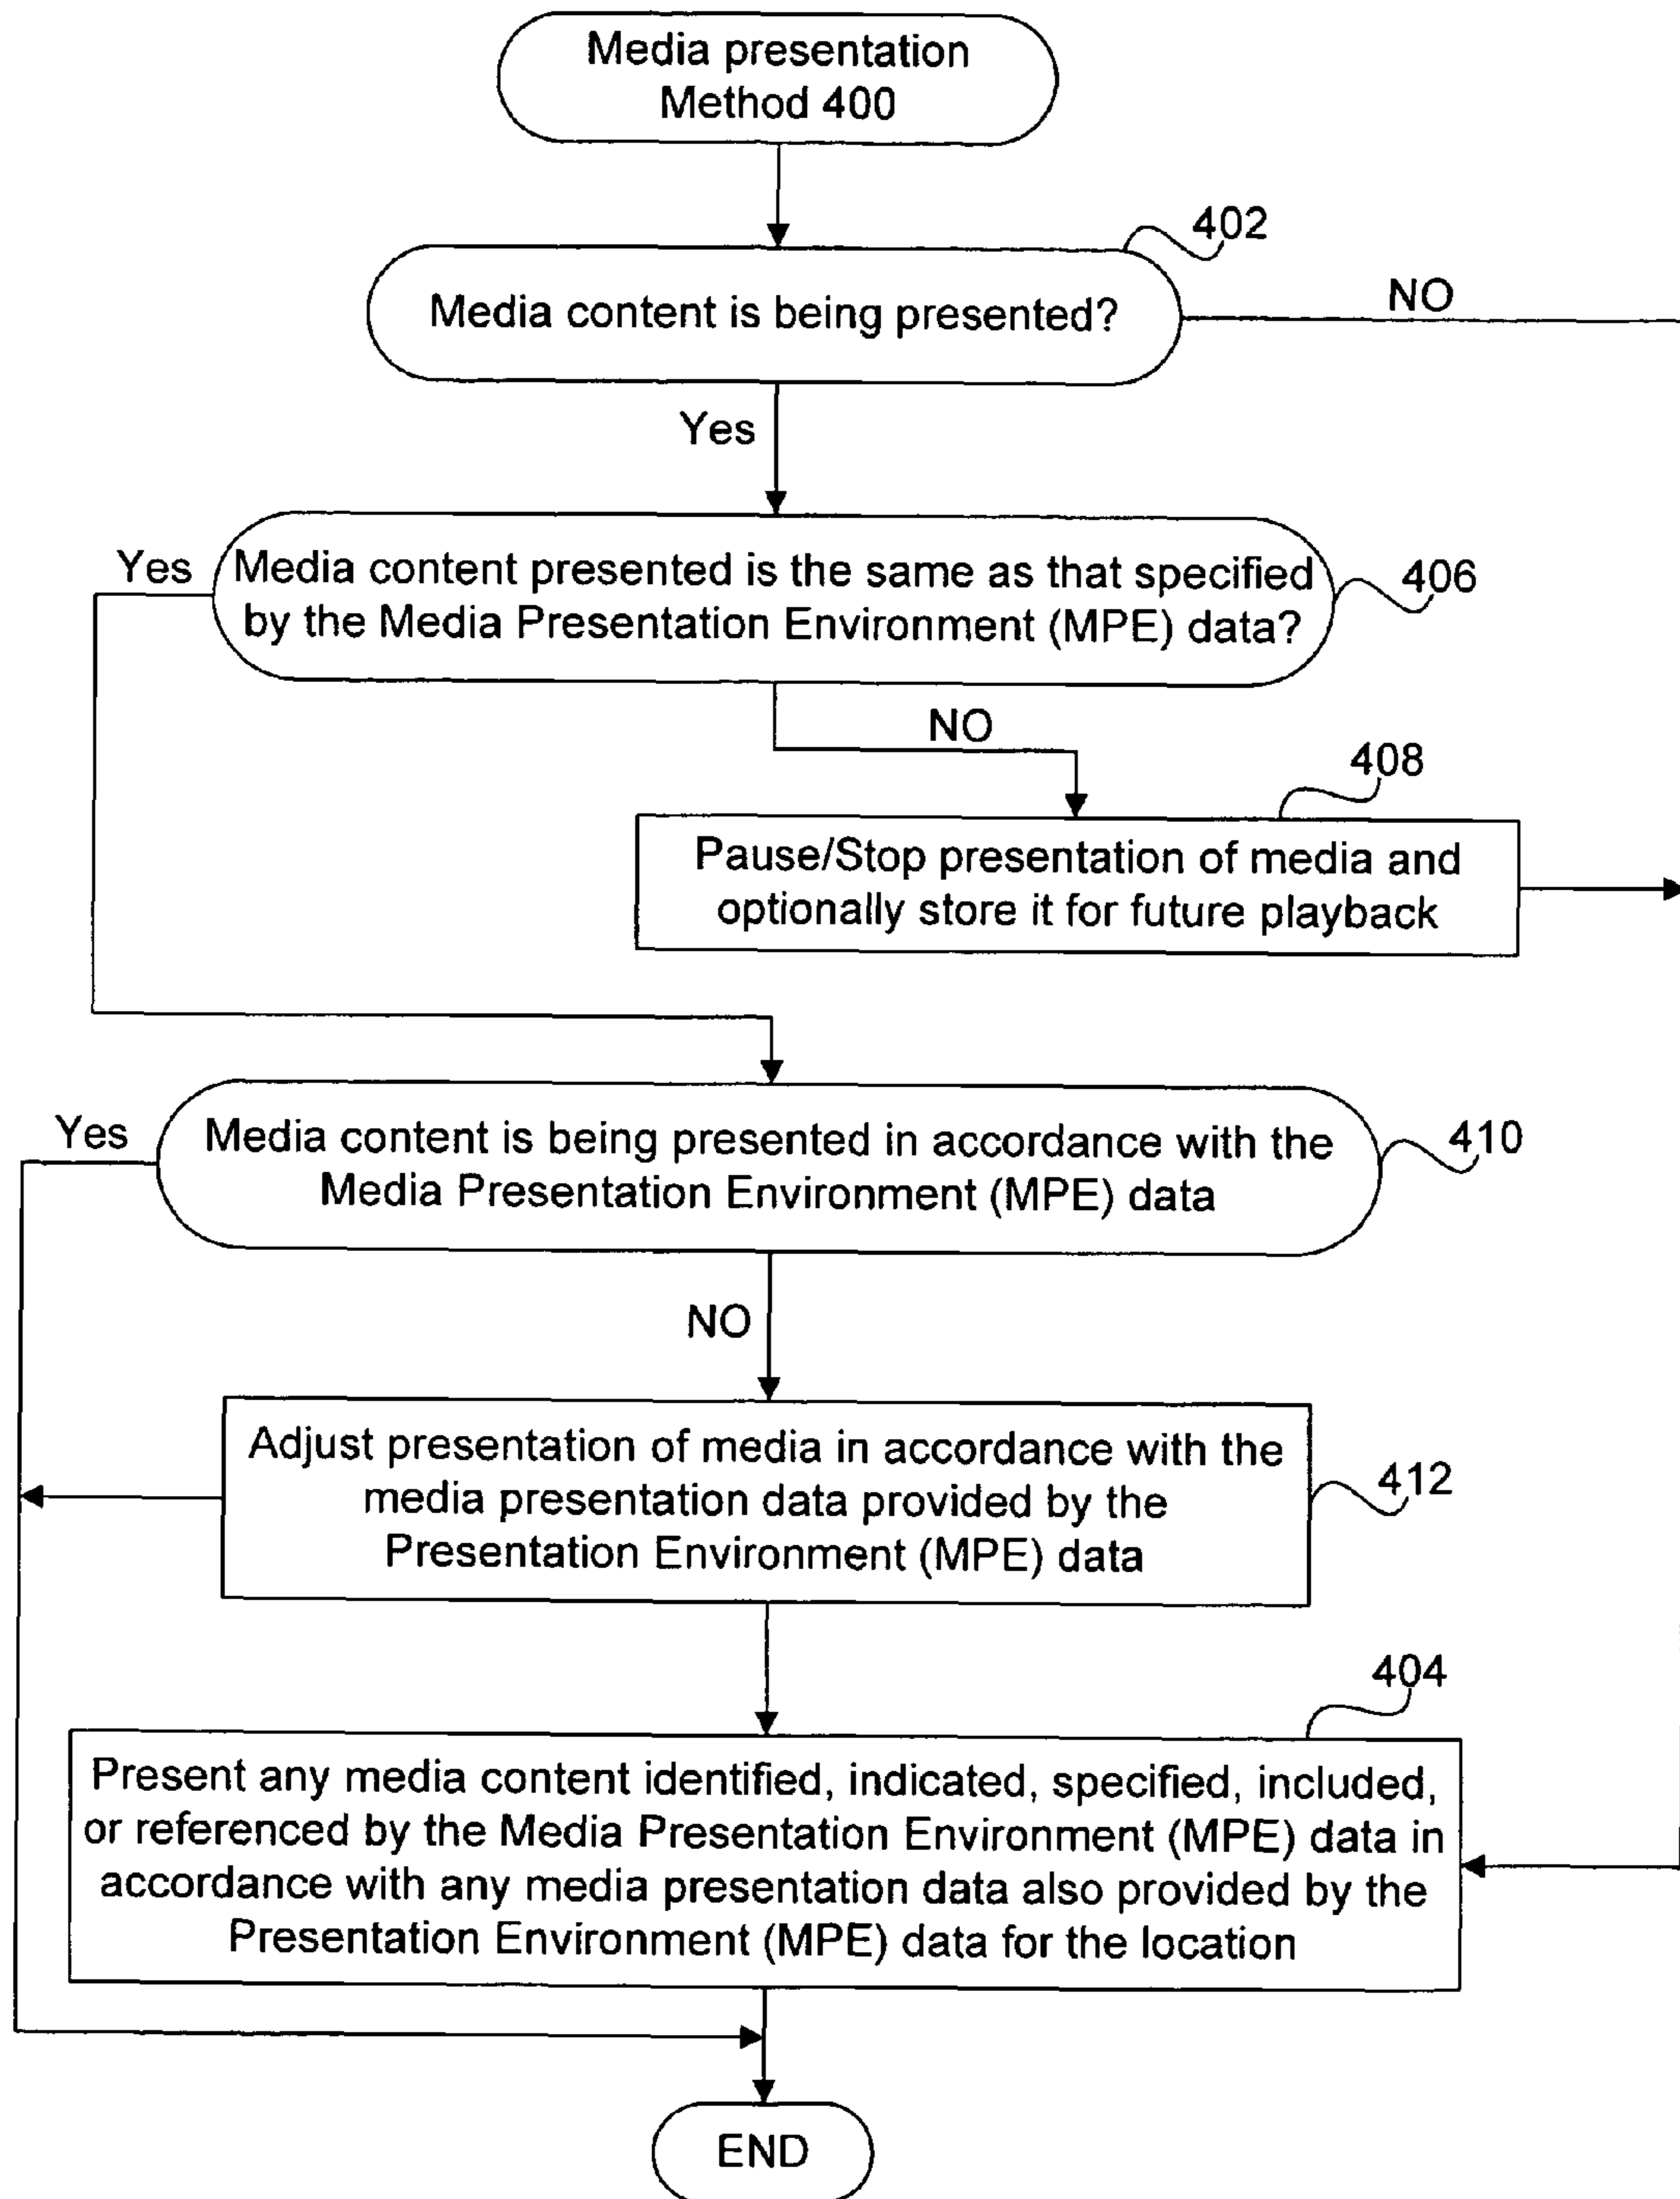 Media presentation
Method 400
402
Media content is being presented?
NO
Yes
Yes
Media content presented is the same as that specified
by the Media Presentation Environment (MPE) data?
406
NO
408
Pause/Stop presentation of media and
optionally store it for future playback
Yes
Media content is being presented in accordance with the
Media Presentation Environment (MPE) data
410
NO
Adjust presentation of media in accordance with the
media presentation data provided by the
Presentation Environment (MPE) data
412
404
Present any media content identified, indicated, specified, included,
or referenced by the Media Presentation Environment (MPE) data in
accordance with any media presentation data also provided by the
Presentation Environment (MPE) data for the location
END